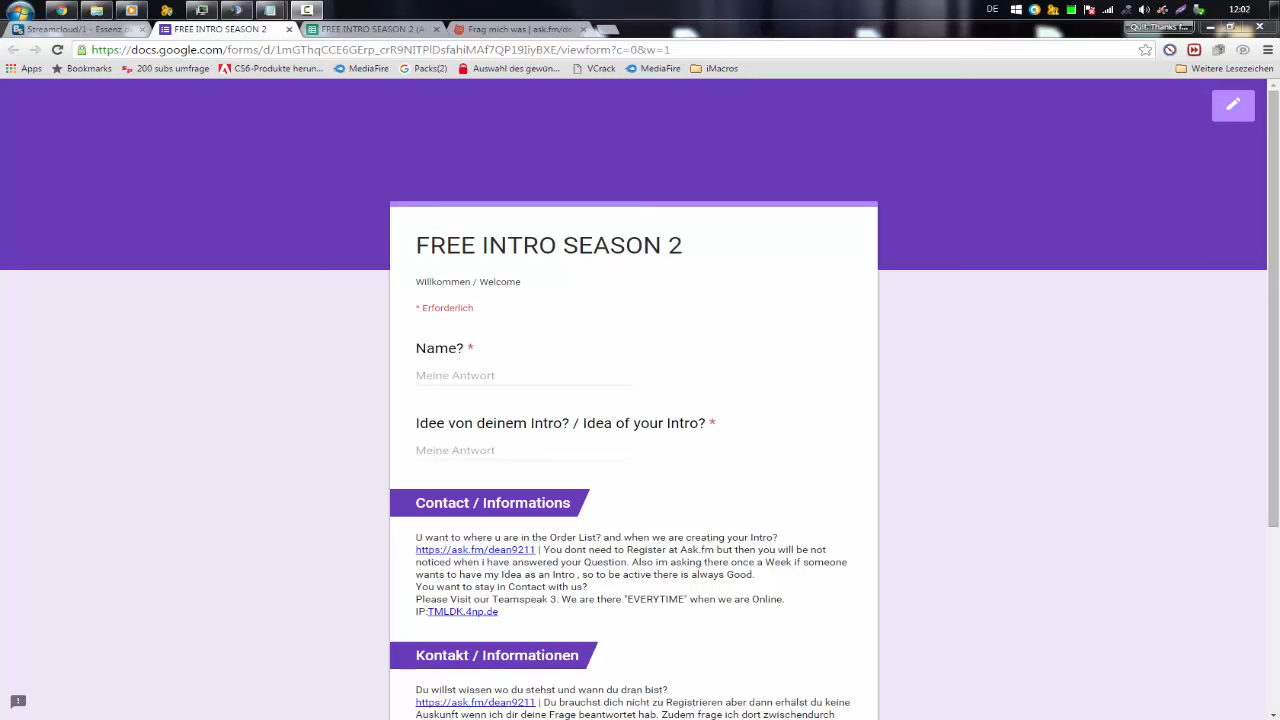 DE
12:02
Streamcloud/1 - Essenz d
FREE INTRO SEASON 2
FREE INTRO SEASON 2 (A
Frag mich was | ask.fm/de
Quit: Thanks f
https://docs.google.com/forms/d/1mGThqCCE6GErp_crR9NITPlDsfahiMAf7QP19IiyBXE/viewform?c=0&w=1
Apps
Bookmarks
200 subs umfrage
CS6-Produkte herun...
MediaFire
Packs(2)
Auswahl des gewün...
VCrack
MediaFire
iMacros
Weitere Lesezeichen
FREE INTRO SEASON 2
Willkommen / Welcome
* Erforderlich
Name? *
Meine Antwort
Idee von deinem Intro? / Idea of your Intro? *
Meine Antwort
Contact / Informations
U want to where u are in the Order List? and when we are creating your Intro?
https://ask.fm/dean9211 | You dont need to Register at Ask.fm but then you will be not
noticed when i have answered your Question. Also im asking there once a Week if someone
wants to have my Idea as an Intro , so to be active there is always Good.
You want to stay in Contact with us?
Please Visit our Teamspeak 3. We are there "EVERYTIME" when we are Online.
IP:TMLDK.4np.de
Kontakt / Informationen
Du willst wissen wo du stehst und wann du dran bist?
https://ask.fm/dean9211 | Du brauchst dich nicht zu Registrieren aber dann erhälst du keine
Auskunft wenn ich dir deine Frage beantwortet hab. Zudem frage ich dort zwischendurch